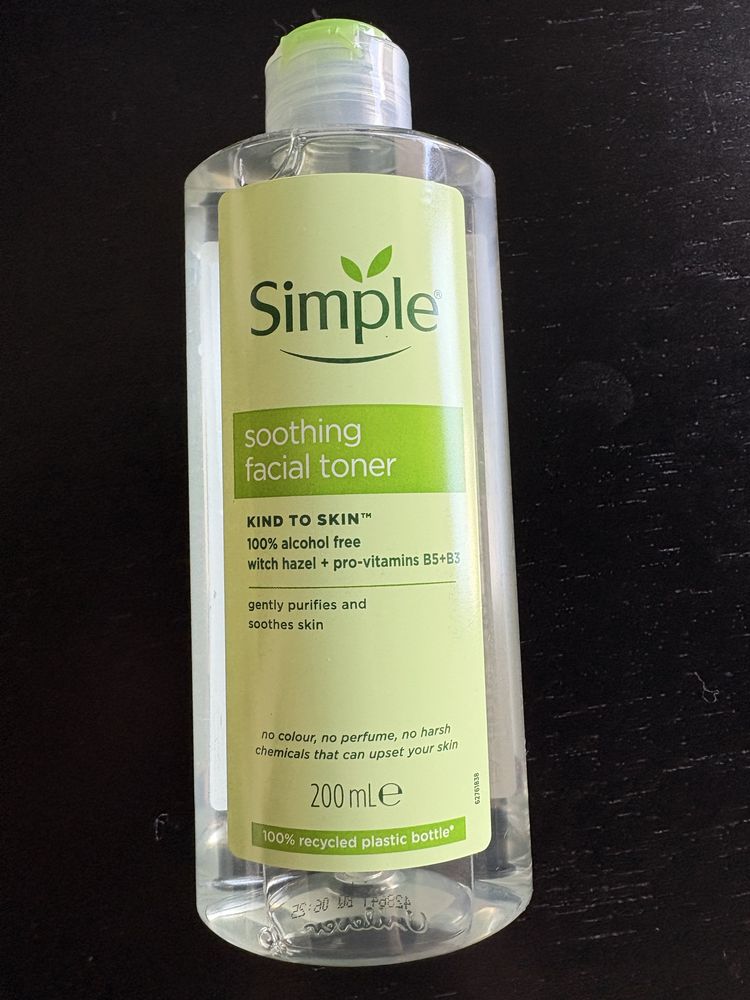 Simple®
soothing
facial toner
KIND TO SKIN™
100% alcohol free
witch hazel + pro-vitamins B5+B3
gently purifies and
soothes skin
no colour, no perfume, no harsh
chemicals that can upset your skin
200 mL℮
62761838
100% recycled plastic bottle*
Unilever